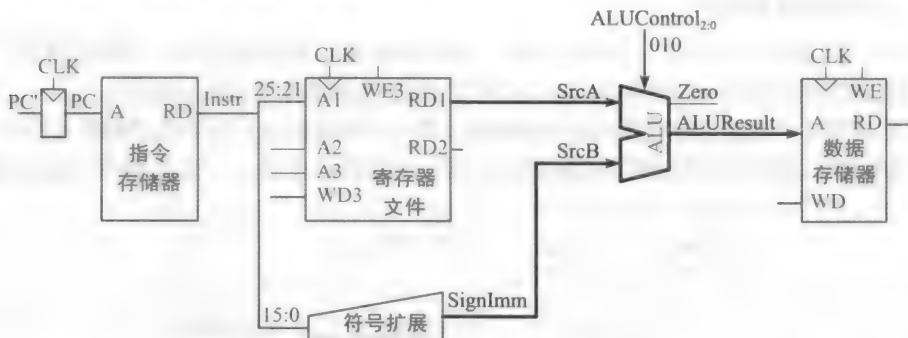 ALUControl2:0
010
CLK
PC'
PC
A
RD
指令
存储器
Instr
25:21
CLK
A1
WE3
RD1
A2
RD2
A3
WD3
寄存器
文件
SrcA
SrcB
ALU
Zero
ALUResult
CLK
WE
A
RD
数据
存储器
WD
15:0
符号扩展
SignImm